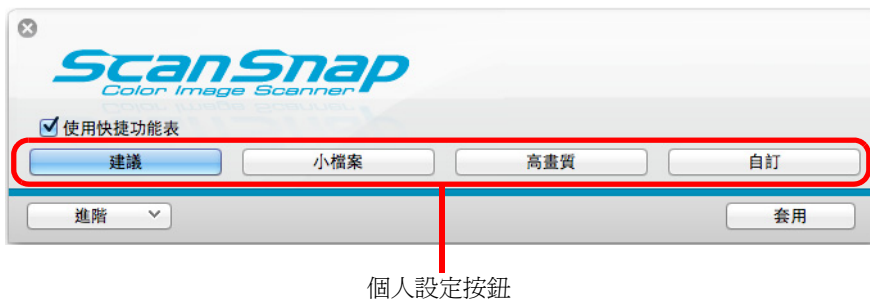 ScanSnap
Color Image Scanner
使用快捷功能表
建議 小檔案 高畫質 自訂
進階 套用
個人設定按鈕